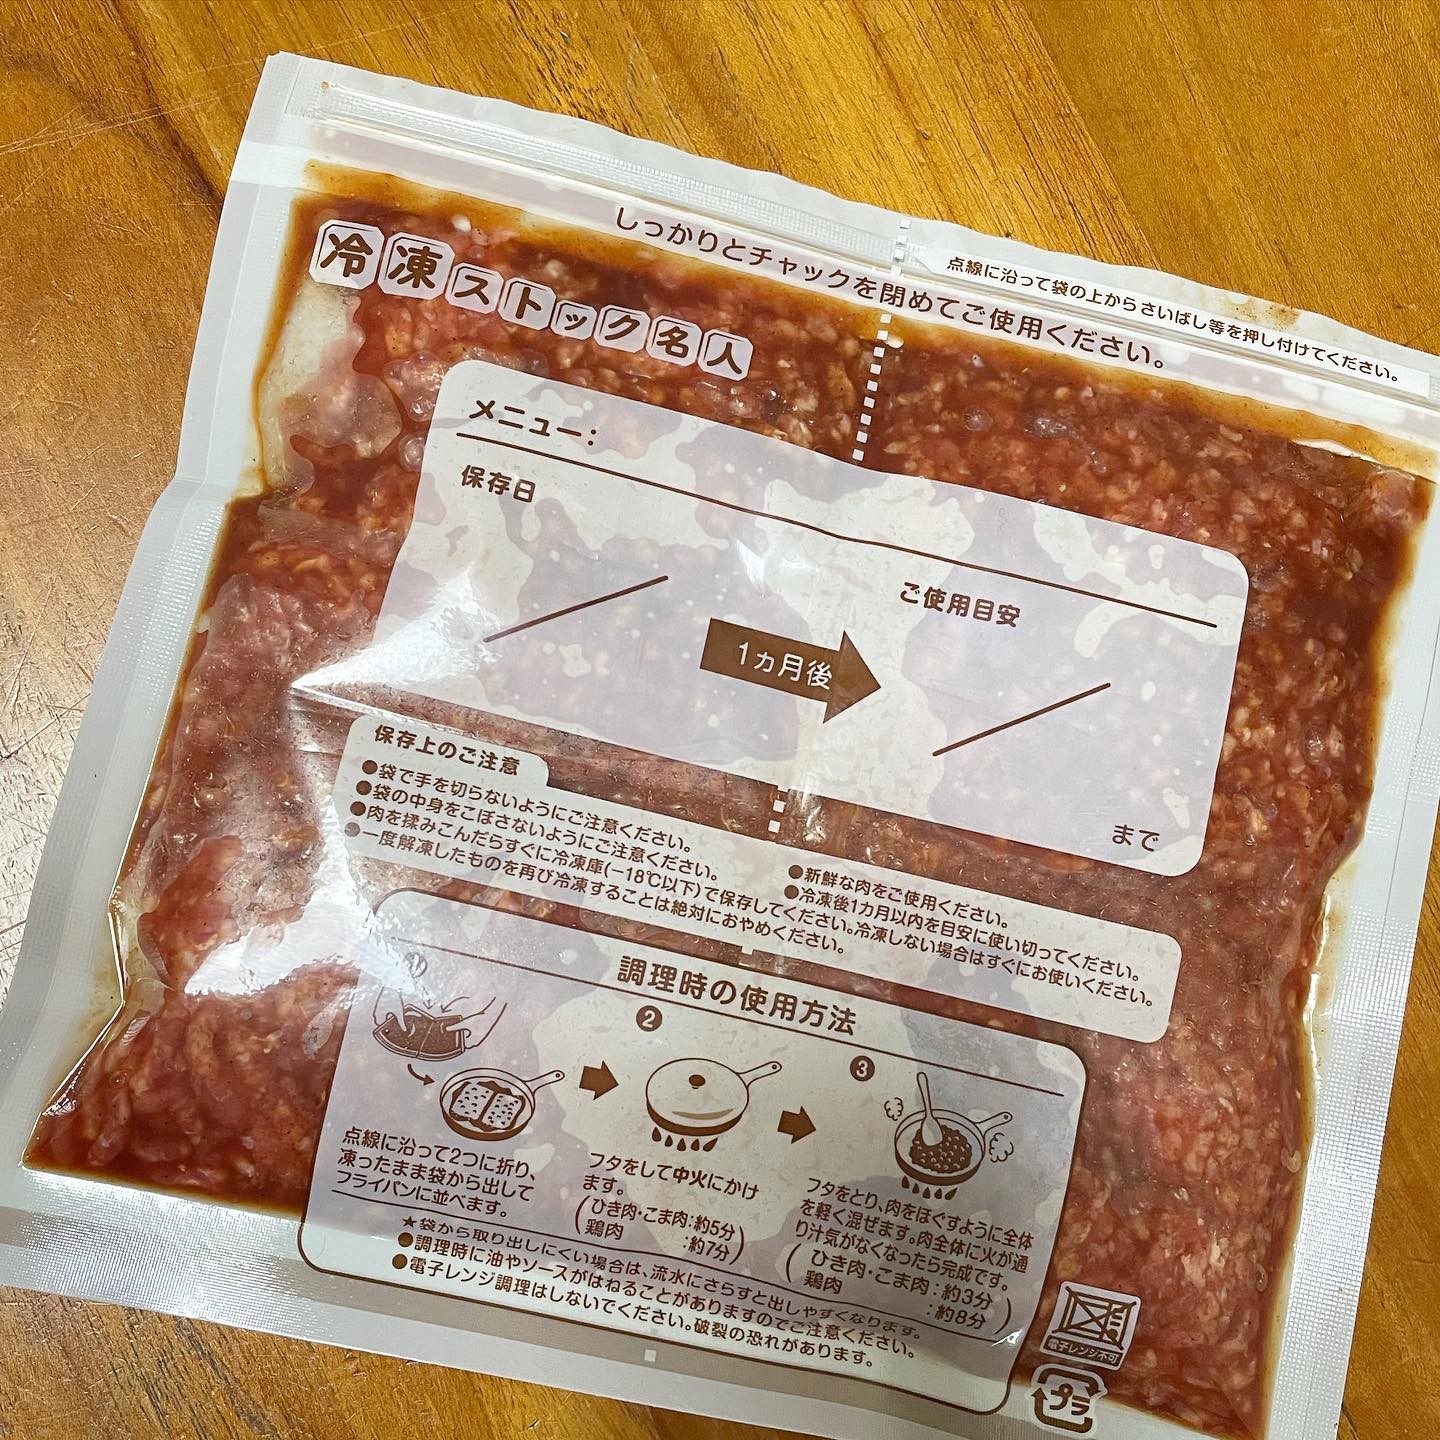 しっかりとチャックを閉めてご使用ください。
点線に沿って袋の上からさいばし等を押し付けてください。
冷凍ストック名人
メニュー：
保存日
ご使用目安
1カ月後
まで
保存上のご注意
●袋で手を切らないようにご注意ください。
●袋の中身をこぼさないようにご注意ください。
●肉を揉みこんだらすぐに冷凍庫(−18℃以下)で保存してください。冷凍しない場合はすぐにお使いください。
●一度解凍したものを再び冷凍することは絶対におやめください。
●新鮮な肉をご使用ください。
●冷凍後1カ月以内を目安に使い切ってください。
調理時の使用方法
点線に沿って2つに折り、
凍ったまま袋から出して
フライパンに並べます。
❷
フタをして中火にかけ
ます。
(ひき肉・こま肉：約5分
鶏肉 ：約7分)
❸
フタをとり、肉をほぐすように全体
を軽く混ぜます。肉全体に火が通
り汁気がなくなったら完成です。
(ひき肉・こま肉：約3分
鶏肉 ：約8分)
★袋から取り出しにくい場合は、流水にさらすと出しやすくなります。
●調理時に油やソースがはねることがありますのでご注意ください。
●電子レンジ調理はしないでください。破裂の恐れがあります。
電子レンジ不可
プラ